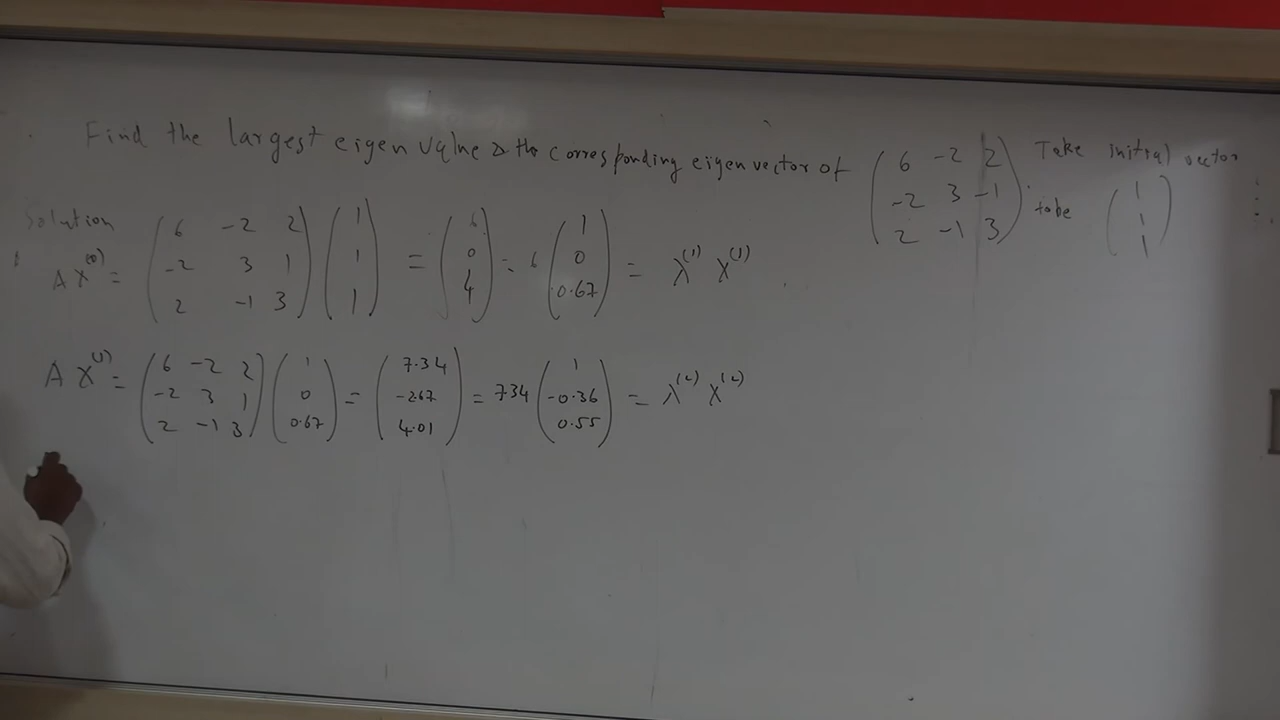 Find the largest eigen value & the corresponding eigen vector of (6 -2 2; -2 3 -1; 2 -1 3). Take initial vector to be (1; 1; 1)
Solution
A X^(0) = (6 -2 2; -2 3 1; 2 -1 3) (1; 1; 1) = (6; 0; 4) = 6 (1; 0; 0.67) = λ^(1) X^(1)
A X^(1) = (6 -2 2; -2 3 1; 2 -1 3) (1; 0; 0.67) = (7.34; -2.67; 4.01) = 7.34 (1; -0.36; 0.55) = λ^(2) X^(2)